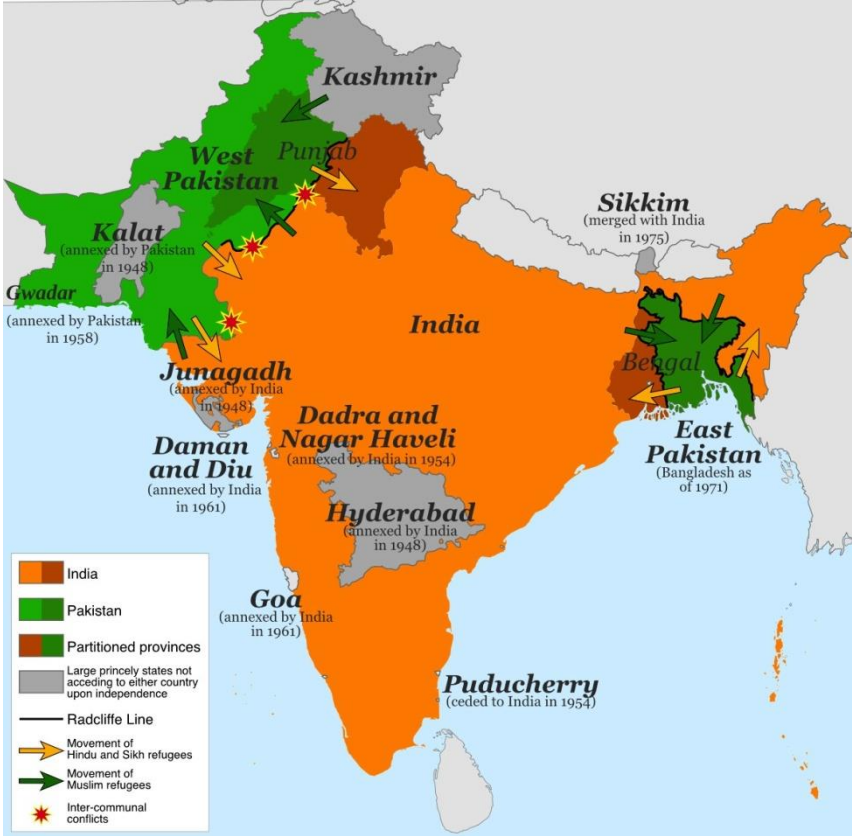 Kashmir
Punjab
West
Pakistan
Kalat
(annexed by Pakistan
in 1948)
Gwadar
(annexed by Pakistan
in 1958)
Sikkim
(merged with India
in 1975)
India
Bengal
Junagadh
(annexed by India
in 1948)
Dadra and
Nagar Haveli
(annexed by India in 1954)
Daman
and Diu
(annexed by India
in 1961)
East
Pakistan
(Bangladesh as
of 1971)
Hyderabad
(annexed by India
in 1948)
Goa
(annexed by India
in 1961)
Puducherry
(ceded to India in 1954)
India
Pakistan
Partitioned provinces
Large princely states not
acceding to either country
upon independence
Radcliffe Line
Movement of
Hindu and Sikh refugees
Movement of
Muslim refugees
Inter-communal
conflicts